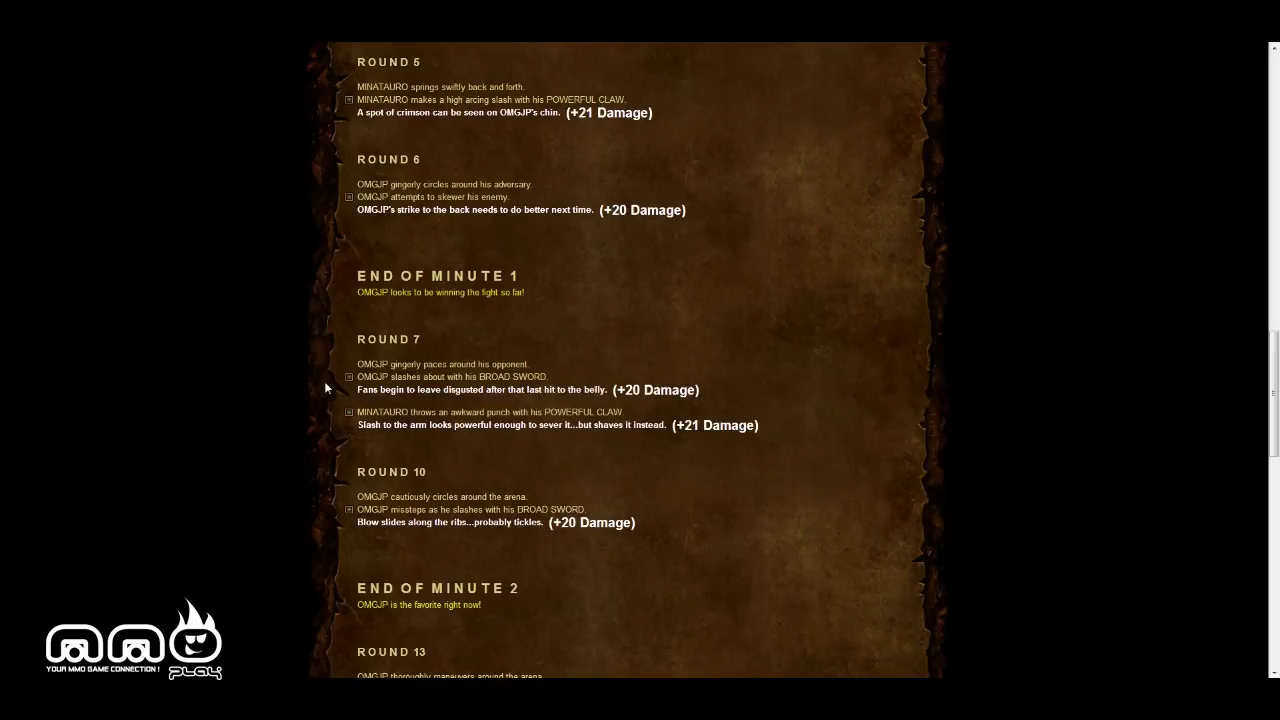 ROUND 5
MINATAURO springs swiftly back and forth.
MINATAURO makes a high arcing slash with his POWERFUL CLAW.
A spot of crimson can be seen on OMGJP's chin. (+21 Damage)
ROUND 6
OMGJP gingerly circles around his adversary.
OMGJP attempts to skewer his enemy.
OMGJP's strike to the back needs to do better next time. (+20 Damage)
END OF MINUTE 1
OMGJP looks to be winning the fight so far!
ROUND 7
OMGJP gingerly paces around his opponent.
OMGJP slashes about with his BROAD SWORD.
Fans begin to leave disgusted after that last hit to the belly. (+20 Damage)
MINATAURO throws an awkward punch with his POWERFUL CLAW.
Slash to the arm looks powerful enough to sever it...but shaves it instead. (+21 Damage)
ROUND 10
OMGJP cautiously circles around the arena.
OMGJP missteps as he slashes with his BROAD SWORD.
Blow slides along the ribs...probably tickles. (+20 Damage)
END OF MINUTE 2
OMGJP is the favorite right now!
ROUND 13
OMGJP thoroughly maneuvers around the arena.
mmo
YOUR MMO GAME CONNECTION !
PLAY